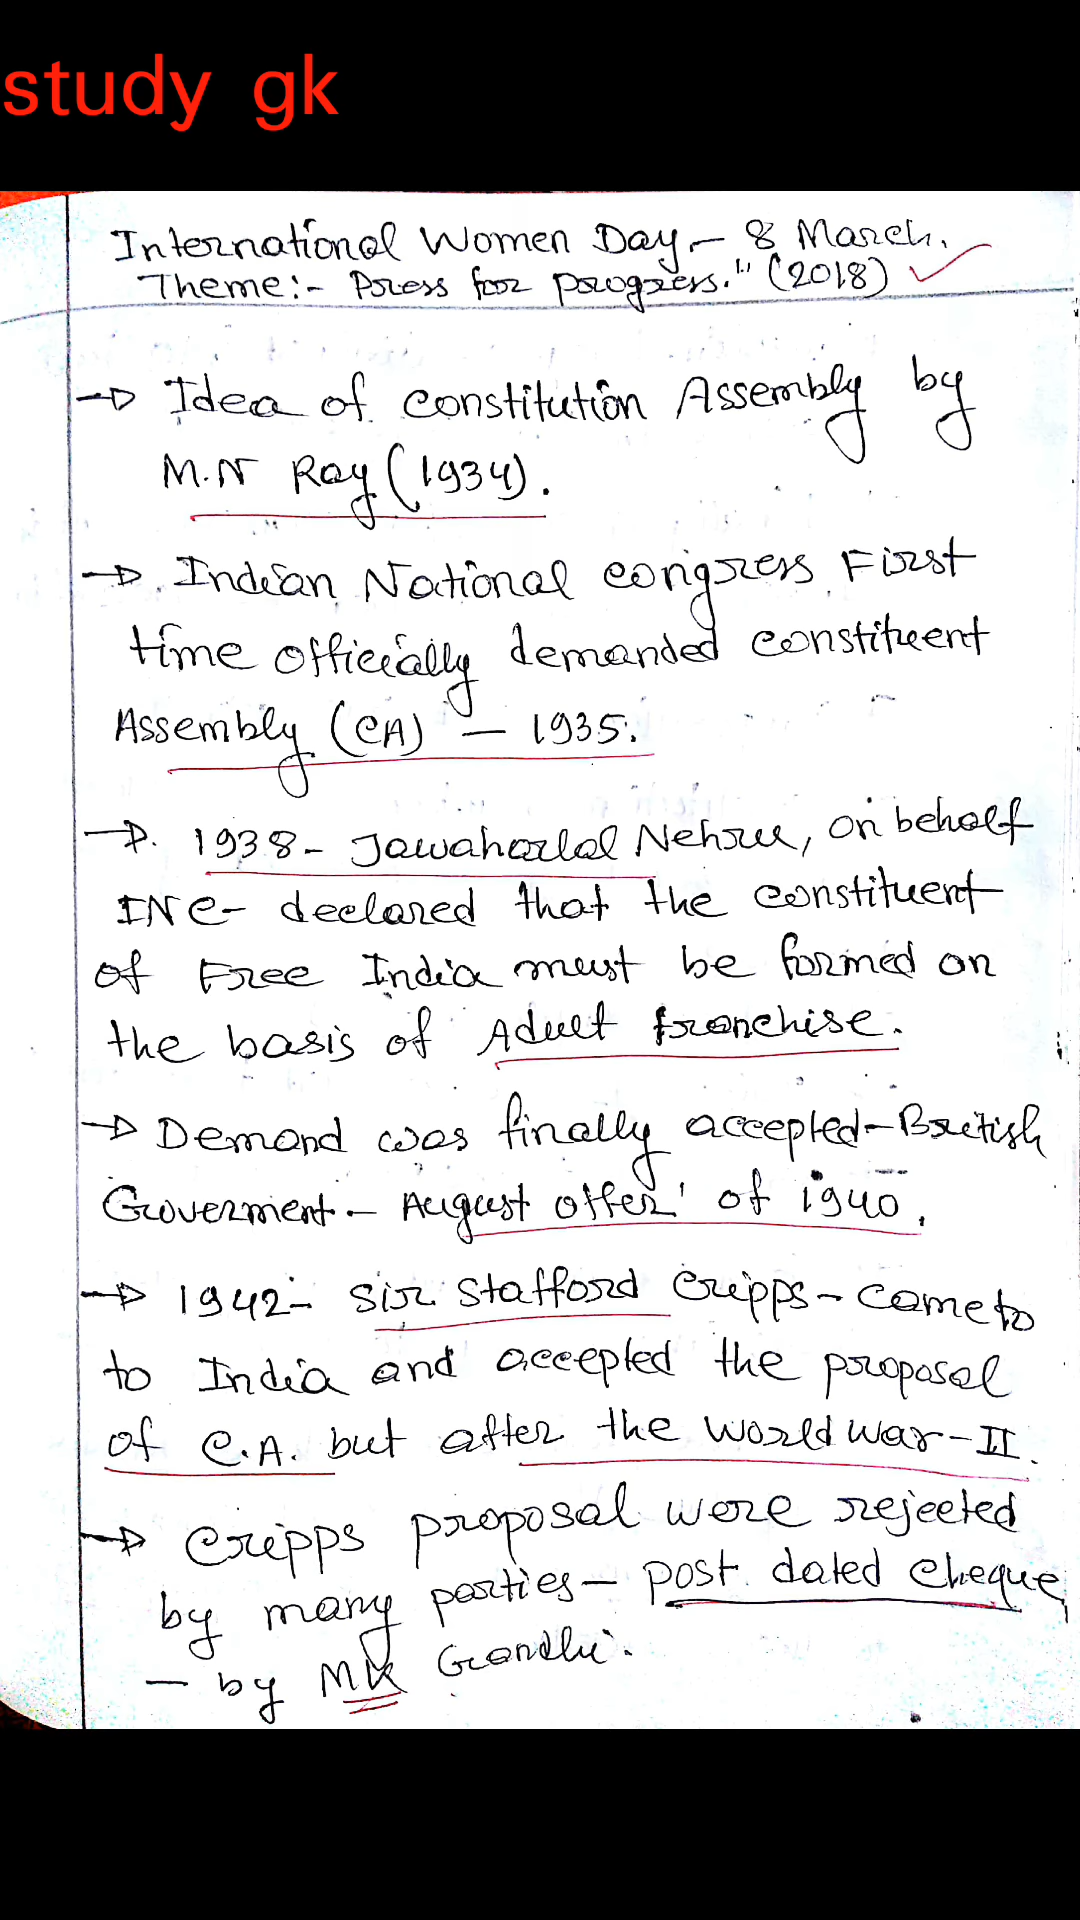 study gk
International Women Day - 8 March.
Theme:- Press for progress." (2018)
→ Idea of constitution Assembly by
M.N Roy (1934).
→ Indian National congress First
time officially demanded constituent
Assembly (CA) - 1935.
→ 1938- Jawaharlal Nehru, on behalf
INC- declared that the constituent
of Free India must be formed on
the basis of Adult franchise.
→ Demand was finally accepted - British
Goverment - August offer' of 1940.
→ 1942- Sir Stafford Cripps - Came to
to India and accepted the proposal
of C.A. but after the World War-II.
→ Cripps proposal were rejected
by many parties - post dated Cheque
- by MK Gandhi.